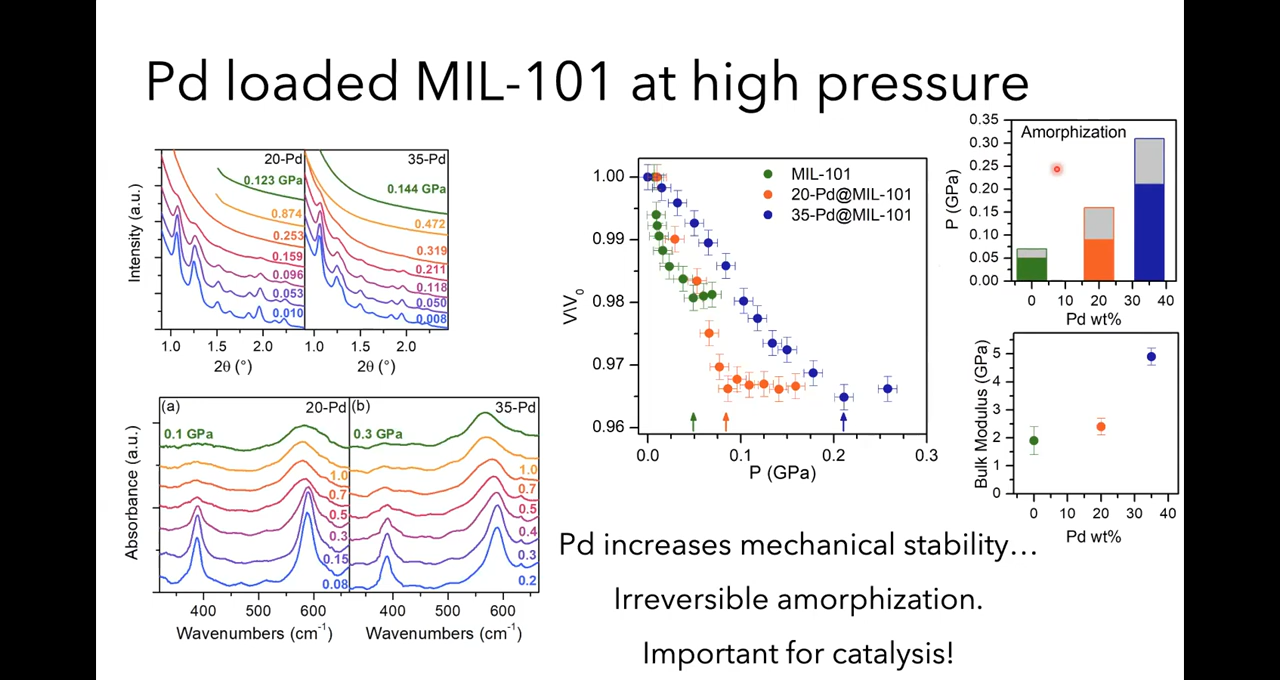 Pd loaded MIL-101 at high pressure
20-Pd
35-Pd
0.123 GPa
0.874
0.253
0.159
0.096
0.053
0.010
0.144 GPa
0.472
0.319
0.211
0.118
0.050
0.008
Intensity (a.u.)
1.0 1.5 2.0
1.0 1.5 2.0
2θ (°)
2θ (°)
(a)
20-Pd
(b)
35-Pd
0.1 GPa
1.0
0.7
0.5
0.3
0.15
0.08
0.3 GPa
1.0
0.7
0.5
0.4
0.3
0.2
Absorbance (a.u.)
400 500 600
400 500 600
Wavenumbers (cm⁻¹)
Wavenumbers (cm⁻¹)
MIL-101
20-Pd@MIL-101
35-Pd@MIL-101
1.00
0.99
0.98
0.97
0.96
V\V₀
0.0 0.1 0.2 0.3
P (GPa)
Amorphization
0.35
0.30
0.25
0.20
0.15
0.10
0.05
0.00
P (GPa)
0 10 20 30 40
Pd wt%
5
4
3
2
1
0
Bulk Modulus (GPa)
0 10 20 30 40
Pd wt%
Pd increases mechanical stability…
Irreversible amorphization.
Important for catalysis!